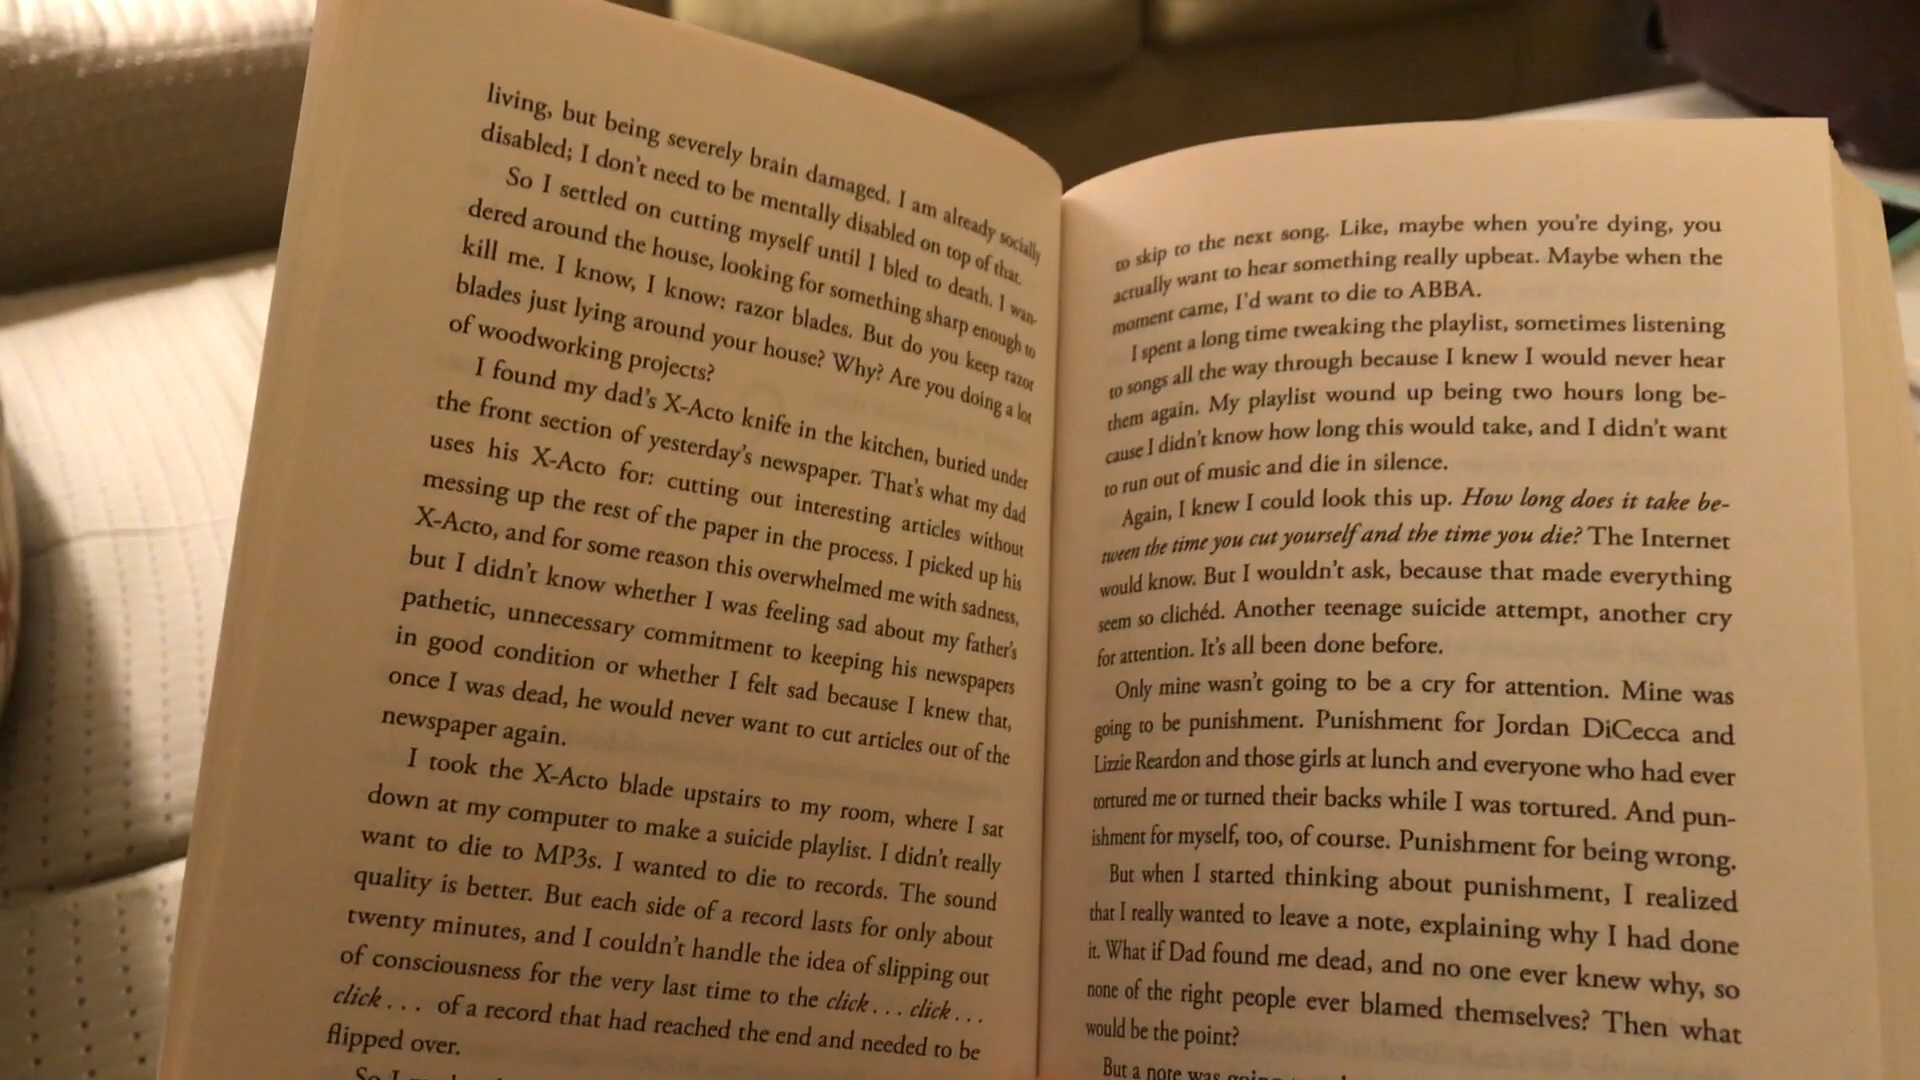 living, but being severely brain damaged. I am already socially
disabled; I don't need to be mentally disabled on top of that.
So I settled on cutting myself until I bled to death. I wan-
dered around the house, looking for something sharp enough to
kill me. I know, I know: razor blades. But do you keep razor
blades just lying around your house? Why? Are you doing a lot
of woodworking projects?
I found my dad's X-Acto knife in the kitchen, buried under
the front section of yesterday's newspaper. That's what my dad
uses his X-Acto for: cutting out interesting articles without
messing up the rest of the paper in the process. I picked up his
X-Acto, and for some reason this overwhelmed me with sadness,
but I didn't know whether I was feeling sad about my father's
pathetic, unnecessary commitment to keeping his newspapers
in good condition or whether I felt sad because I knew that,
once I was dead, he would never want to cut articles out of the
newspaper again.
I took the X-Acto blade upstairs to my room, where I sat
down at my computer to make a suicide playlist. I didn't really
want to die to MP3s. I wanted to die to records. The sound
quality is better. But each side of a record lasts for only about
twenty minutes, and I couldn't handle the idea of slipping out
of consciousness for the very last time to the click . . . click . . .
click . . . of a record that had reached the end and needed to be
flipped over.
So I
to skip to the next song. Like, maybe when you're dying, you
actually want to hear something really upbeat. Maybe when the
moment came, I'd want to die to ABBA.
I spent a long time tweaking the playlist, sometimes listening
to songs all the way through because I knew I would never hear
them again. My playlist wound up being two hours long be-
cause I didn't know how long this would take, and I didn't want
to run out of music and die in silence.
Again, I knew I could look this up. How long does it take be-
tween the time you cut yourself and the time you die? The Internet
would know. But I wouldn't ask, because that made everything
seem so clichéd. Another teenage suicide attempt, another cry
for attention. It's all been done before.
Only mine wasn't going to be a cry for attention. Mine was
going to be punishment. Punishment for Jordan DiCecca and
Lizzie Reardon and those girls at lunch and everyone who had ever
tortured me or turned their backs while I was tortured. And pun-
ishment for myself, too, of course. Punishment for being wrong.
But when I started thinking about punishment, I realized
that I really wanted to leave a note, explaining why I had done
it. What if Dad found me dead, and no one ever knew why, so
none of the right people ever blamed themselves? Then what
would be the point?
But a note was